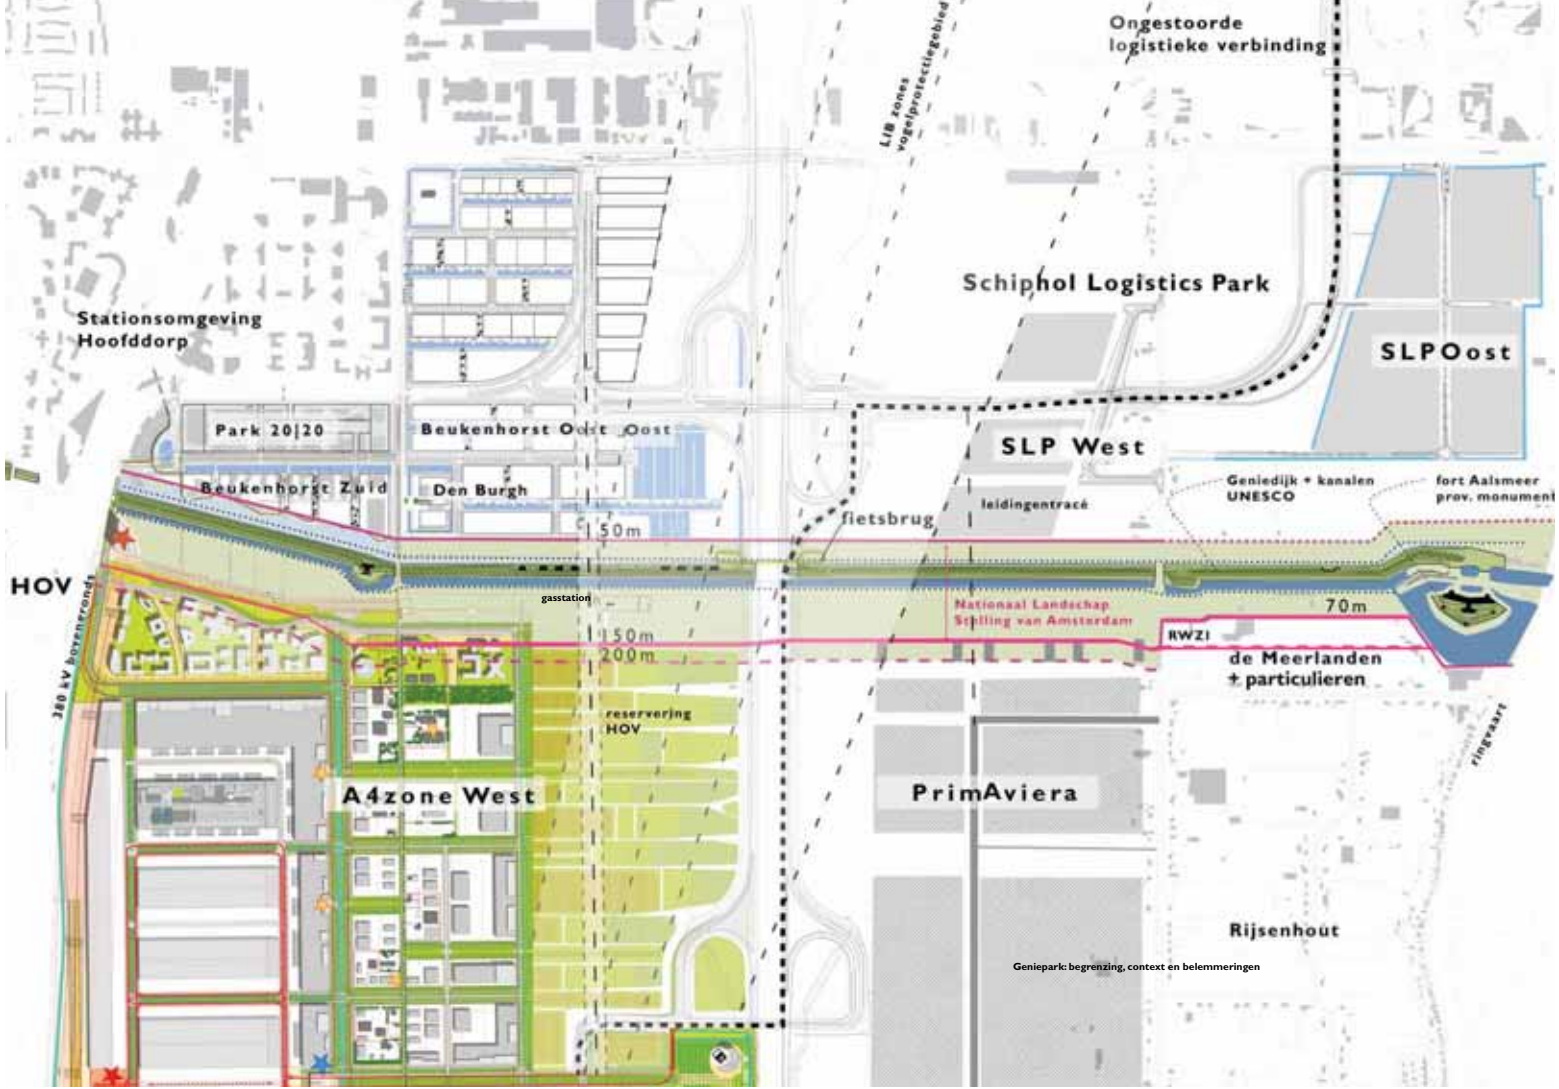 Ongestoorde
logistieke verbinding
LIB zones
vogelprotectiegebied
Schiphol Logistics Park
Stationsomgeving
Hoofddorp
SLPOost
Park 20|20
Beukenhorst Oost Oost
SLP West
Beukenhorst Zuid
Den Burgh
Geniedijk + kanalen
UNESCO
fort Aalsmeer
prov. monument
leidingentracé
fietsbrug
50m
HOV
380 kV bovengronds
gasstation
Nationaal Landschap
Stelling van Amsterdam
70m
150m
200m
RWZI
de Meerlanden
+ particulieren
reservering
HOV
ringvaart
A4zone West
PrimAviera
Rijsenhout
Geniepark: begrenzing, context en belemmeringen